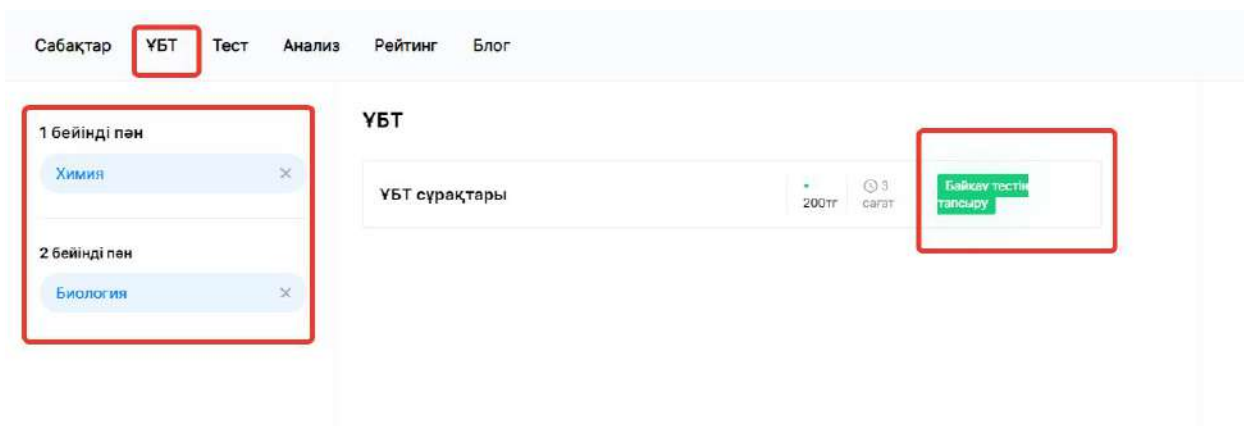 Сабақтар ҰБТ Тест Анализ Рейтинг Блог
1 бейінді пән
Химия
2 бейінді пән
Биология
ҰБТ
ҰБТ сұрақтары
200тг
3 сағат
Байқау тестін
тапсыру